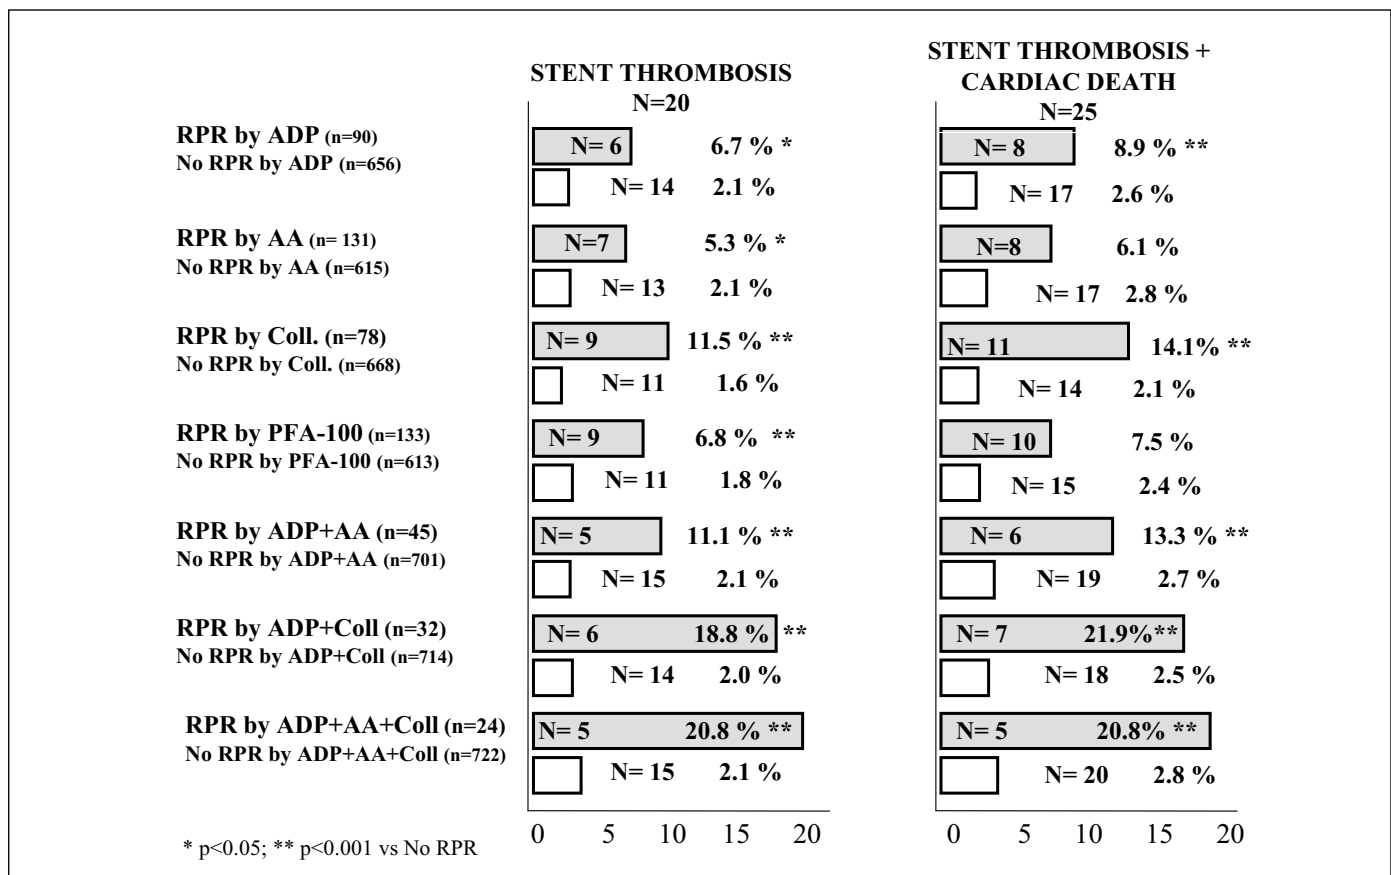 STENT THROMBOSIS
N=20
STENT THROMBOSIS +
CARDIAC DEATH
N=25
RPR by ADP (n=90) N= 6 6.7 % * N= 8 8.9 % **
No RPR by ADP (n=656) N= 14 2.1 % N= 17 2.6 %
RPR by AA (n= 131) N=7 5.3 % * N=8 6.1 %
No RPR by AA (n=615) N= 13 2.1 % N= 17 2.8 %
RPR by Coll. (n=78) N= 9 11.5 % ** N= 11 14.1% **
No RPR by Coll. (n=668) N= 11 1.6 % N= 14 2.1 %
RPR by PFA-100 (n=133) N= 9 6.8 % ** N= 10 7.5 %
No RPR by PFA-100 (n=613) N= 11 1.8 % N= 15 2.4 %
RPR by ADP+AA (n=45) N= 5 11.1 % ** N= 6 13.3 % **
No RPR by ADP+AA (n=701) N= 15 2.1 % N= 19 2.7 %
RPR by ADP+Coll (n=32) N= 6 18.8 % ** N= 7 21.9%**
No RPR by ADP+Coll (n=714) N= 14 2.0 % N= 18 2.5 %
RPR by ADP+AA+Coll (n=24) N= 5 20.8 % ** N= 5 20.8% **
No RPR by ADP+AA+Coll (n=722) N= 15 2.1 % N= 20 2.8 %
0 5 10 15 20 0 5 10 15 20
* p<0.05; ** p<0.001 vs No RPR